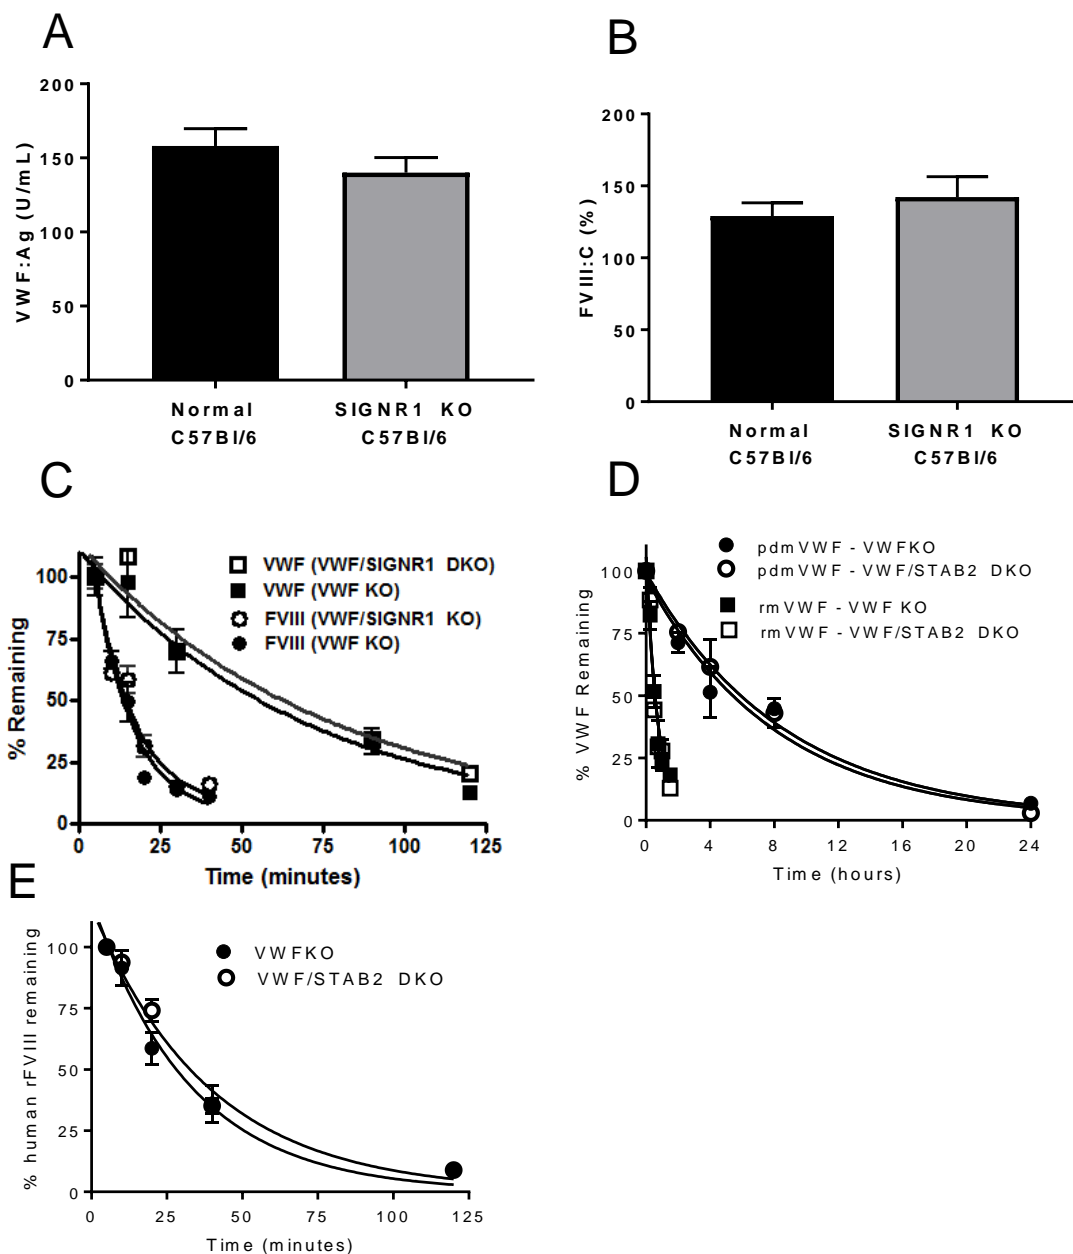 A
VWF:Ag (U/mL)
200
150
100
50
0
Normal
C57Bl/6
SIGNR1 KO
C57Bl/6
B
FVIII:C (%)
200
150
100
50
0
Normal
C57Bl/6
SIGNR1 KO
C57Bl/6
C
VWF (VWF/SIGNR1 DKO)
VWF (VWF KO)
FVIII (VWF/SIGNR1 KO)
FVIII (VWF KO)
% Remaining
100
75
50
25
0
0 25 50 75 100 125
Time (minutes)
D
pdmVWF - VWFKO
pdmVWF - VWF/STAB2 DKO
rmVWF - VWF KO
rmVWF - VWF/STAB2 DKO
% VWF Remaining
100
75
50
25
0
0 4 8 12 16 20 24
Time (hours)
E
VWFKO
VWF/STAB2 DKO
% human rFVIII remaining
100
75
50
25
0
0 25 50 75 100 125
Time (minutes)